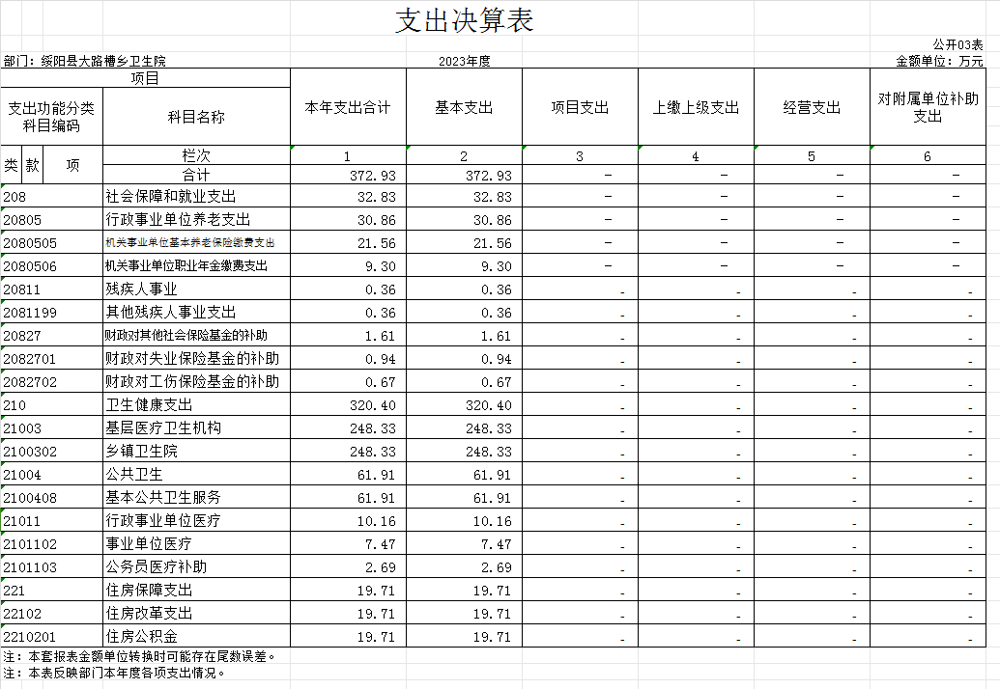 支出决算表
公开03表
部门：绥阳县大路槽乡卫生院 2023年度 金额单位：万元
项目 本年支出合计 基本支出 项目支出 上缴上级支出 经营支出 对附属单位补助支出
支出功能分类科目编码 科目名称
类 款 项 栏次 1 2 3 4 5 6
合计 372.93 372.93 — — — —
208 社会保障和就业支出 32.83 32.83 — — — —
20805 行政事业单位养老支出 30.86 30.86 — — — —
2080505 机关事业单位基本养老保险缴费支出 21.56 21.56 — — — —
2080506 机关事业单位职业年金缴费支出 9.30 9.30 — — — —
20811 残疾人事业 0.36 0.36 - - - -
2081199 其他残疾人事业支出 0.36 0.36 - - - -
20827 财政对其他社会保险基金的补助 1.61 1.61 - - - -
2082701 财政对失业保险基金的补助 0.94 0.94 - - - -
2082702 财政对工伤保险基金的补助 0.67 0.67 - - - -
210 卫生健康支出 320.40 320.40 - - - -
21003 基层医疗卫生机构 248.33 248.33 - - - -
2100302 乡镇卫生院 248.33 248.33 - - - -
21004 公共卫生 61.91 61.91 - - - -
2100408 基本公共卫生服务 61.91 61.91 - - - -
21011 行政事业单位医疗 10.16 10.16 - - - -
2101102 事业单位医疗 7.47 7.47 - - - -
2101103 公务员医疗补助 2.69 2.69 - - - -
221 住房保障支出 19.71 19.71 - - - -
22102 住房改革支出 19.71 19.71 - - - -
2210201 住房公积金 19.71 19.71 - - - -
注：本套报表金额单位转换时可能存在尾数误差。
注：本表反映部门本年度各项支出情况。